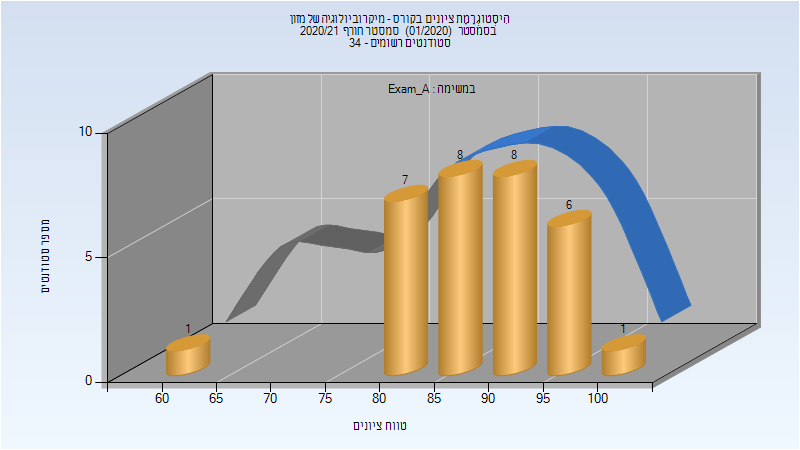 היסטוגרמת ציונים בקורס - מיקרוביולוגיה של מזון
בסמסטר (01/2020) סמסטר חורף 2020/21
סטודנטים רשומים - 34
במשימה : Exam_A
10
5
0
מספר סטודנטים
1
7
8
8
6
1
60 65 70 75 80 85 90 95 100
טווח ציונים